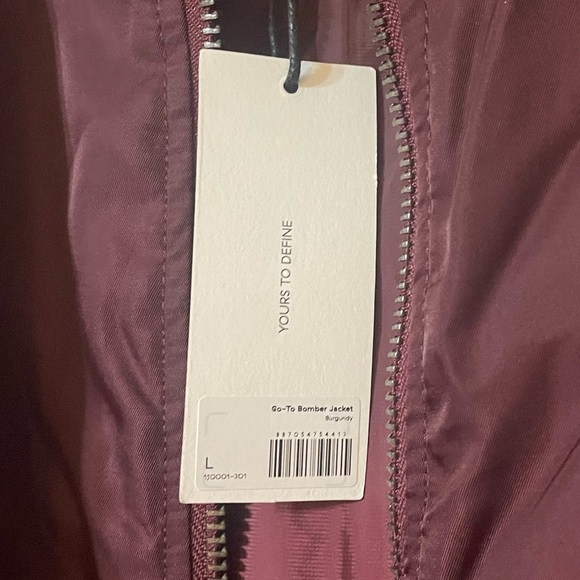 YOURS TO DEFINE
Go-To Bomber Jacket
Burgundy
L